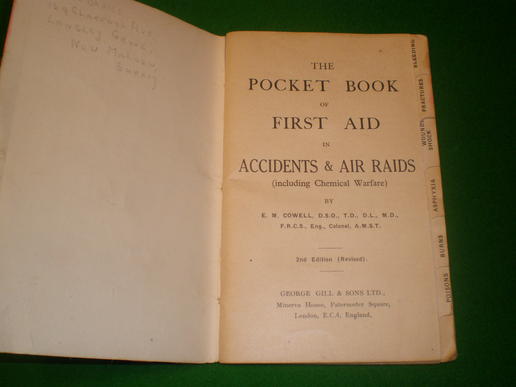 Langley Grove,
New Malden,
Surrey
THE
POCKET BOOK
OF
FIRST AID
IN
ACCIDENTS & AIR RAIDS
(including Chemical Warfare)
BY
E. M. COWELL, D.S.O., T.D., D.L., M.D.,
F.R.C.S., Eng., Colonel, A.M.S.T.
2nd Edition (Revised).
GEORGE GILL & SONS LTD.,
Minerva House, Paternoster Square,
London, E.C.4, England.
BLEEDING
FRACTURES
WOUNDS
SHOCK
ASPHYXIA
BURNS
POISONS